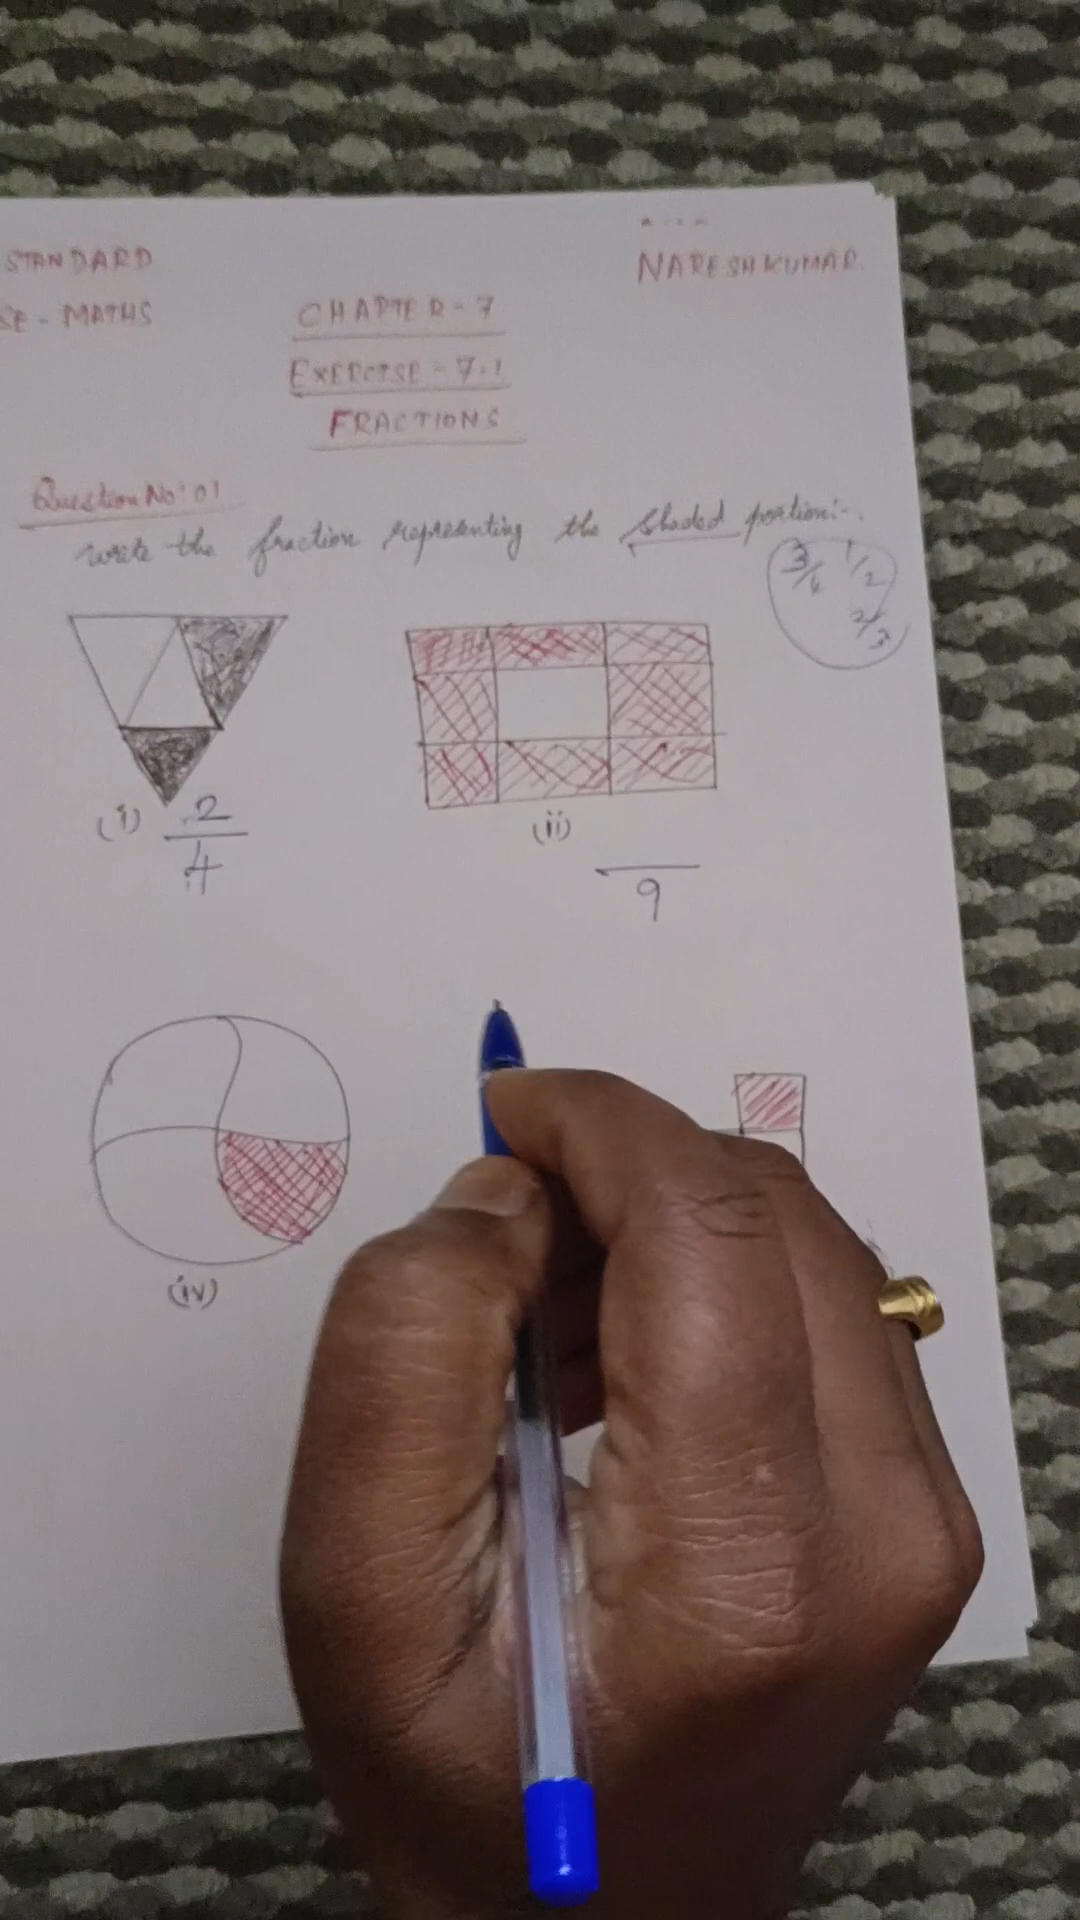 STANDARD
NARESHKUMAR
SE - MATHS
CHAPTER - 7
EXERCISE - 7.1
FRACTIONS
Question No: 01
write the fraction representing the shaded portion:-.
3/4 1/2
2/3
(i) 2/4
(ii)
9
(iv)